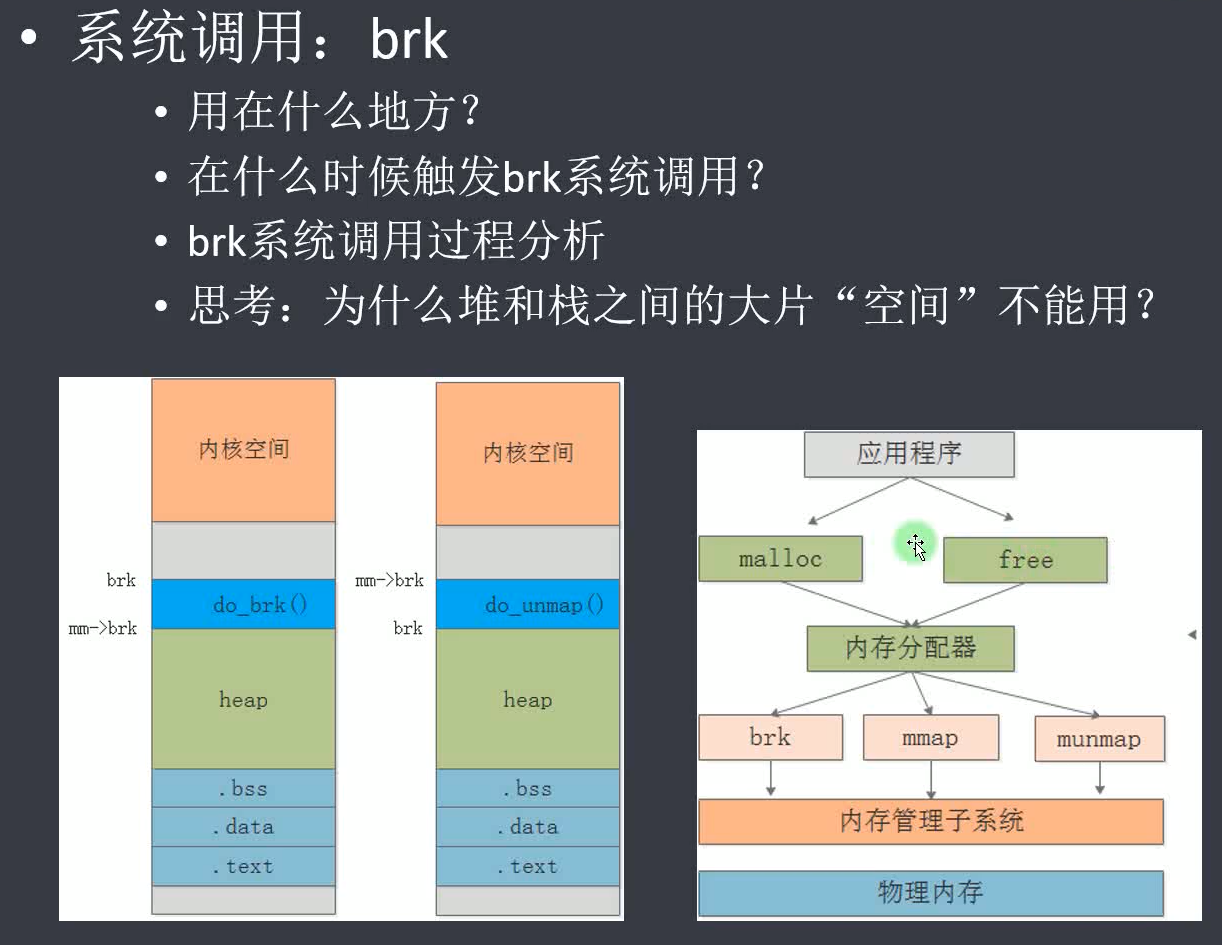 • 系统调用：brk
• 用在什么地方？
• 在什么时候触发brk系统调用？
• brk系统调用过程分析
• 思考：为什么堆和栈之间的大片“空间”不能用？
内核空间
brk
do_brk()
mm->brk
heap
.bss
.data
.text
内核空间
mm->brk
do_unmap()
brk
heap
.bss
.data
.text
应用程序
malloc
free
内存分配器
brk
mmap
munmap
内存管理子系统
物理内存